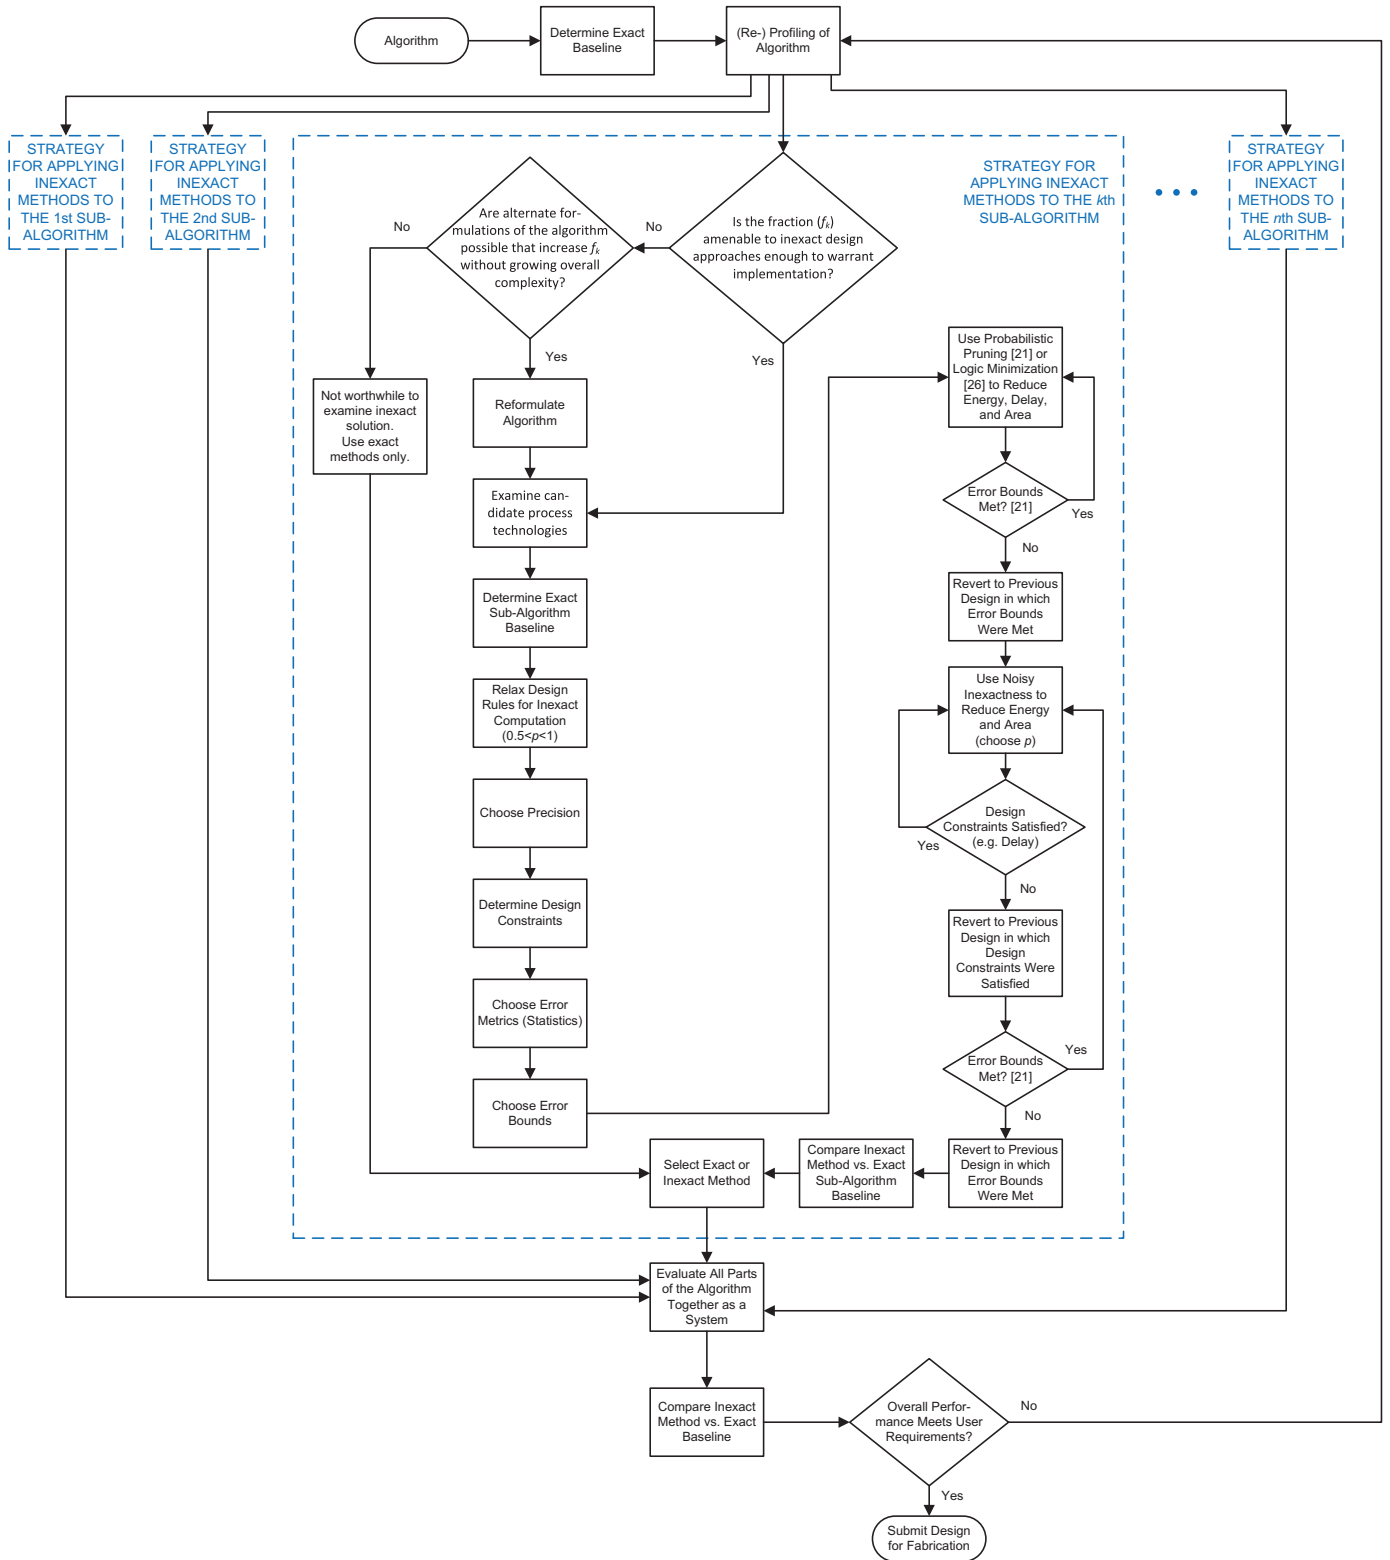 Algorithm
Determine Exact
Baseline
(Re-) Profiling of
Algorithm
STRATEGY
FOR APPLYING
INEXACT
METHODS TO
THE 1st SUB-
ALGORITHM
STRATEGY
FOR APPLYING
INEXACT
METHODS TO
THE 2nd SUB-
ALGORITHM
STRATEGY FOR
APPLYING INEXACT
METHODS TO THE kth
SUB-ALGORITHM
• • •
STRATEGY
FOR APPLYING
INEXACT
METHODS TO
THE nth SUB-
ALGORITHM
Is the fraction (fk)
amenable to inexact design
approaches enough to warrant
implementation?
No
Yes
Are alternate for-
mulations of the algorithm
possible that increase fk
without growing overall
complexity?
No
Yes
Not worthwhile to
examine inexact
solution.
Use exact
methods only.
Reformulate
Algorithm
Examine can-
didate process
technologies
Determine Exact
Sub-Algorithm
Baseline
Relax Design
Rules for Inexact
Computation
(0.5<p<1)
Choose Precision
Determine Design
Constraints
Choose Error
Metrics (Statistics)
Choose Error
Bounds
Use Probabilistic
Pruning [21] or
Logic Minimization
[26] to Reduce
Energy, Delay,
and Area
Error Bounds
Met? [21]
Yes
No
Revert to Previous
Design in which
Error Bounds
Were Met
Use Noisy
Inexactness to
Reduce Energy
and Area
(choose p)
Design
Constraints Satisfied?
(e.g. Delay)
Yes
No
Revert to Previous
Design in which
Design
Constraints Were
Satisfied
Error Bounds
Met? [21]
Yes
No
Revert to Previous
Design in which
Error Bounds
Were Met
Compare Inexact
Method vs. Exact
Sub-Algorithm
Baseline
Select Exact or
Inexact Method
Evaluate All Parts
of the Algorithm
Together as a
System
Compare Inexact
Method vs. Exact
Baseline
Overall Perfor-
mance Meets User
Requirements?
No
Yes
Submit Design
for Fabrication